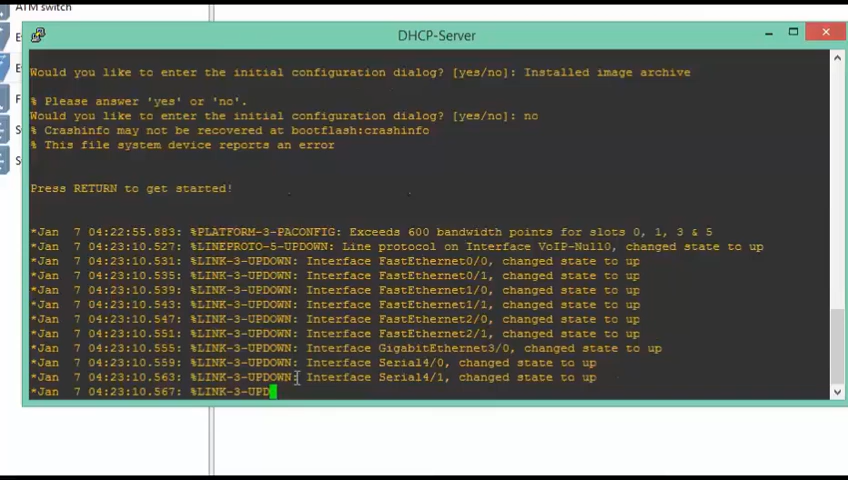 ATM switch
DHCP-Server
Would you like to enter the initial configuration dialog? [yes/no]: Installed image archive
% Please answer 'yes' or 'no'.
Would you like to enter the initial configuration dialog? [yes/no]: no
% Crashinfo may not be recovered at bootflash:crashinfo
% This file system device reports an error
Press RETURN to get started!
*Jan  7 04:22:55.883: %PLATFORM-3-PACONFIG: Exceeds 600 bandwidth points for slots 0, 1, 3 & 5
*Jan  7 04:23:10.527: %LINEPROTO-5-UPDOWN: Line protocol on Interface VoIP-Null0, changed state to up
*Jan  7 04:23:10.531: %LINK-3-UPDOWN: Interface FastEthernet0/0, changed state to up
*Jan  7 04:23:10.535: %LINK-3-UPDOWN: Interface FastEthernet0/1, changed state to up
*Jan  7 04:23:10.539: %LINK-3-UPDOWN: Interface FastEthernet1/0, changed state to up
*Jan  7 04:23:10.543: %LINK-3-UPDOWN: Interface FastEthernet1/1, changed state to up
*Jan  7 04:23:10.547: %LINK-3-UPDOWN: Interface FastEthernet2/0, changed state to up
*Jan  7 04:23:10.551: %LINK-3-UPDOWN: Interface FastEthernet2/1, changed state to up
*Jan  7 04:23:10.555: %LINK-3-UPDOWN: Interface GigabitEthernet3/0, changed state to up
*Jan  7 04:23:10.559: %LINK-3-UPDOWN: Interface Serial4/0, changed state to up
*Jan  7 04:23:10.563: %LINK-3-UPDOWN: Interface Serial4/1, changed state to up
*Jan  7 04:23:10.567: %LINK-3-UPD